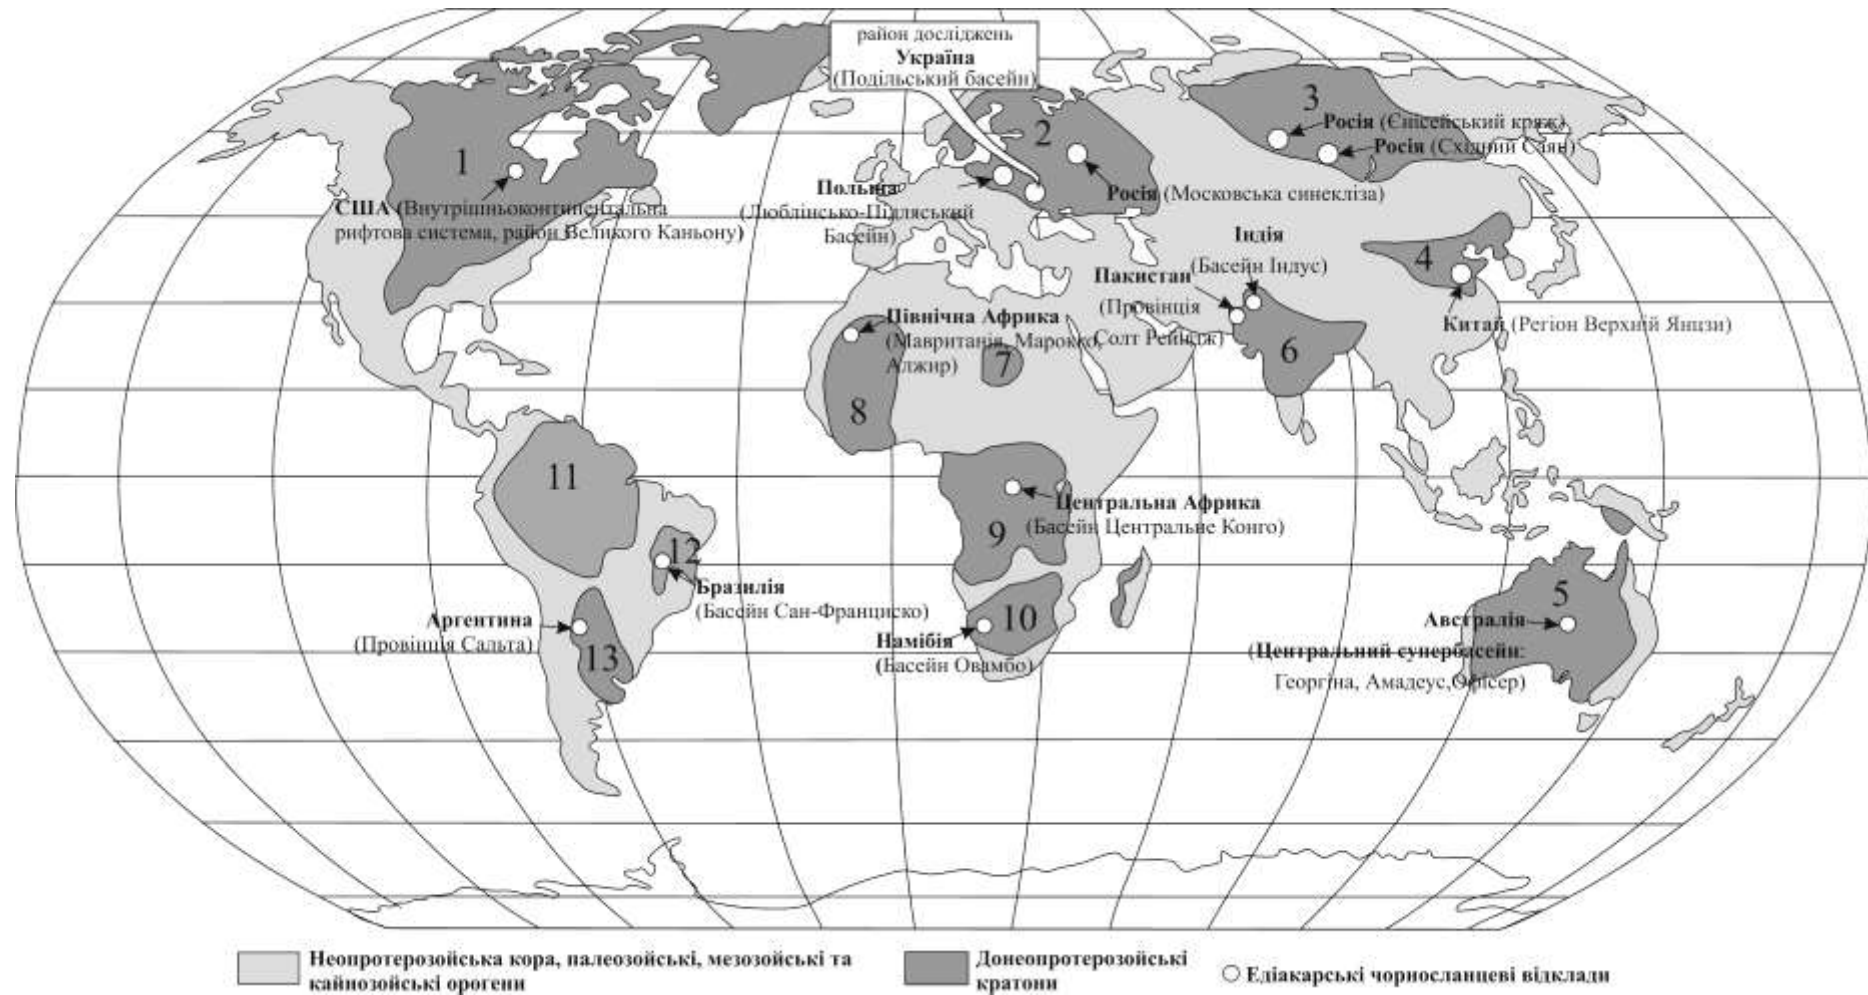 район досліджень
Україна
(Подільський басейн)
3
Росія (Єнісейський кряж)
2
Росія (Східний Саян)
1
Польща
Росія (Московська синекліза)
США (Внутрішньоконтинентальна
(Люблінсько-Підляський
рифтова система, район Великого Каньону)
Басейн)
Індія
4
Пакистан
(Басейн Індус)
(Провінція
Північна Африка
Китай (Регіон Верхній Янцзи)
(Мавританія, Марокко,
Солт Рейндж)
6
Алжир)
7
8
11
Центральна Африка
(Басейн Центральне Конго)
9
12
Бразилія
5
(Басейн Сан-Франциско)
Аргентина
10
Австралія
(Провінція Сальта)
Намібія
(Центральний супербасейн:
13
(Басейн Овамбо)
Георгіна, Амадеус,Офісер)
Неопротерозойська кора, палеозойські, мезозойські та
кайнозойські орогени
Донеопротерозойські
кратони
Едіакарські чорносланцеві відклади